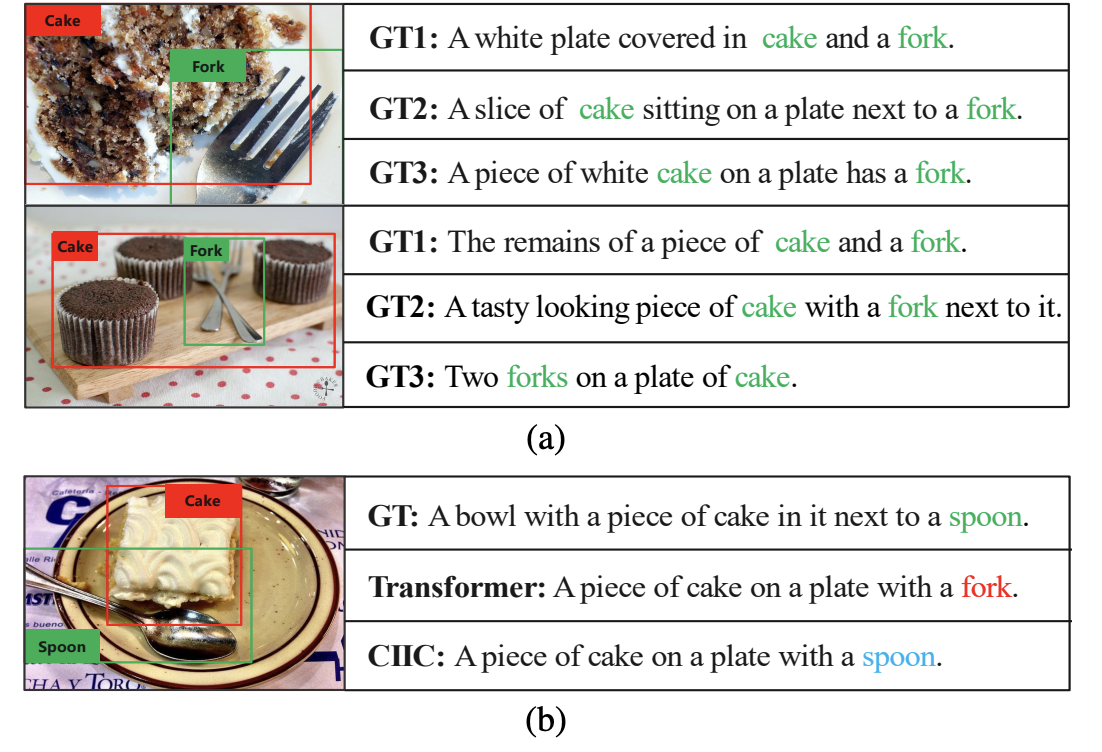 Cake
Fork
GT1: A white plate covered in cake and a fork.
GT2: A slice of cake sitting on a plate next to a fork.
GT3: A piece of white cake on a plate has a fork.
Cake
Fork
GT1: The remains of a piece of cake and a fork.
GT2: A tasty looking piece of cake with a fork next to it.
GT3: Two forks on a plate of cake.
(a)
Cake
Spoon
GT: A bowl with a piece of cake in it next to a spoon.
Transformer: A piece of cake on a plate with a fork.
CIIC: A piece of cake on a plate with a spoon.
(b)